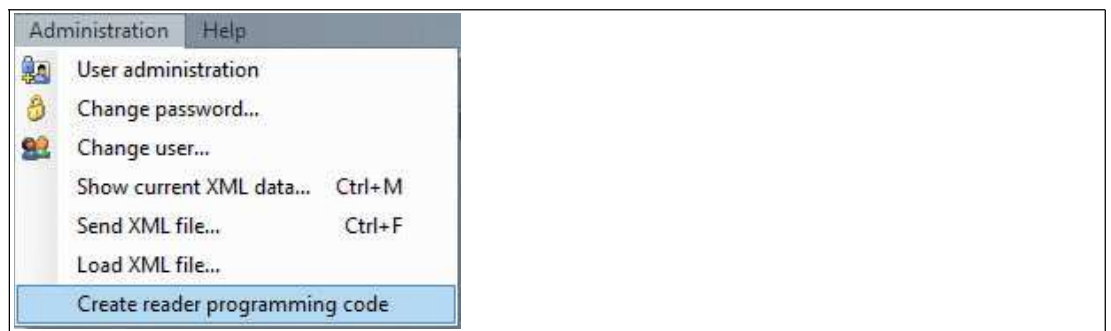 Administration Help
User administration
Change password...
Change user...
Show current XML data... Ctrl+M
Send XML file... Ctrl+F
Load XML file...
Create reader programming code